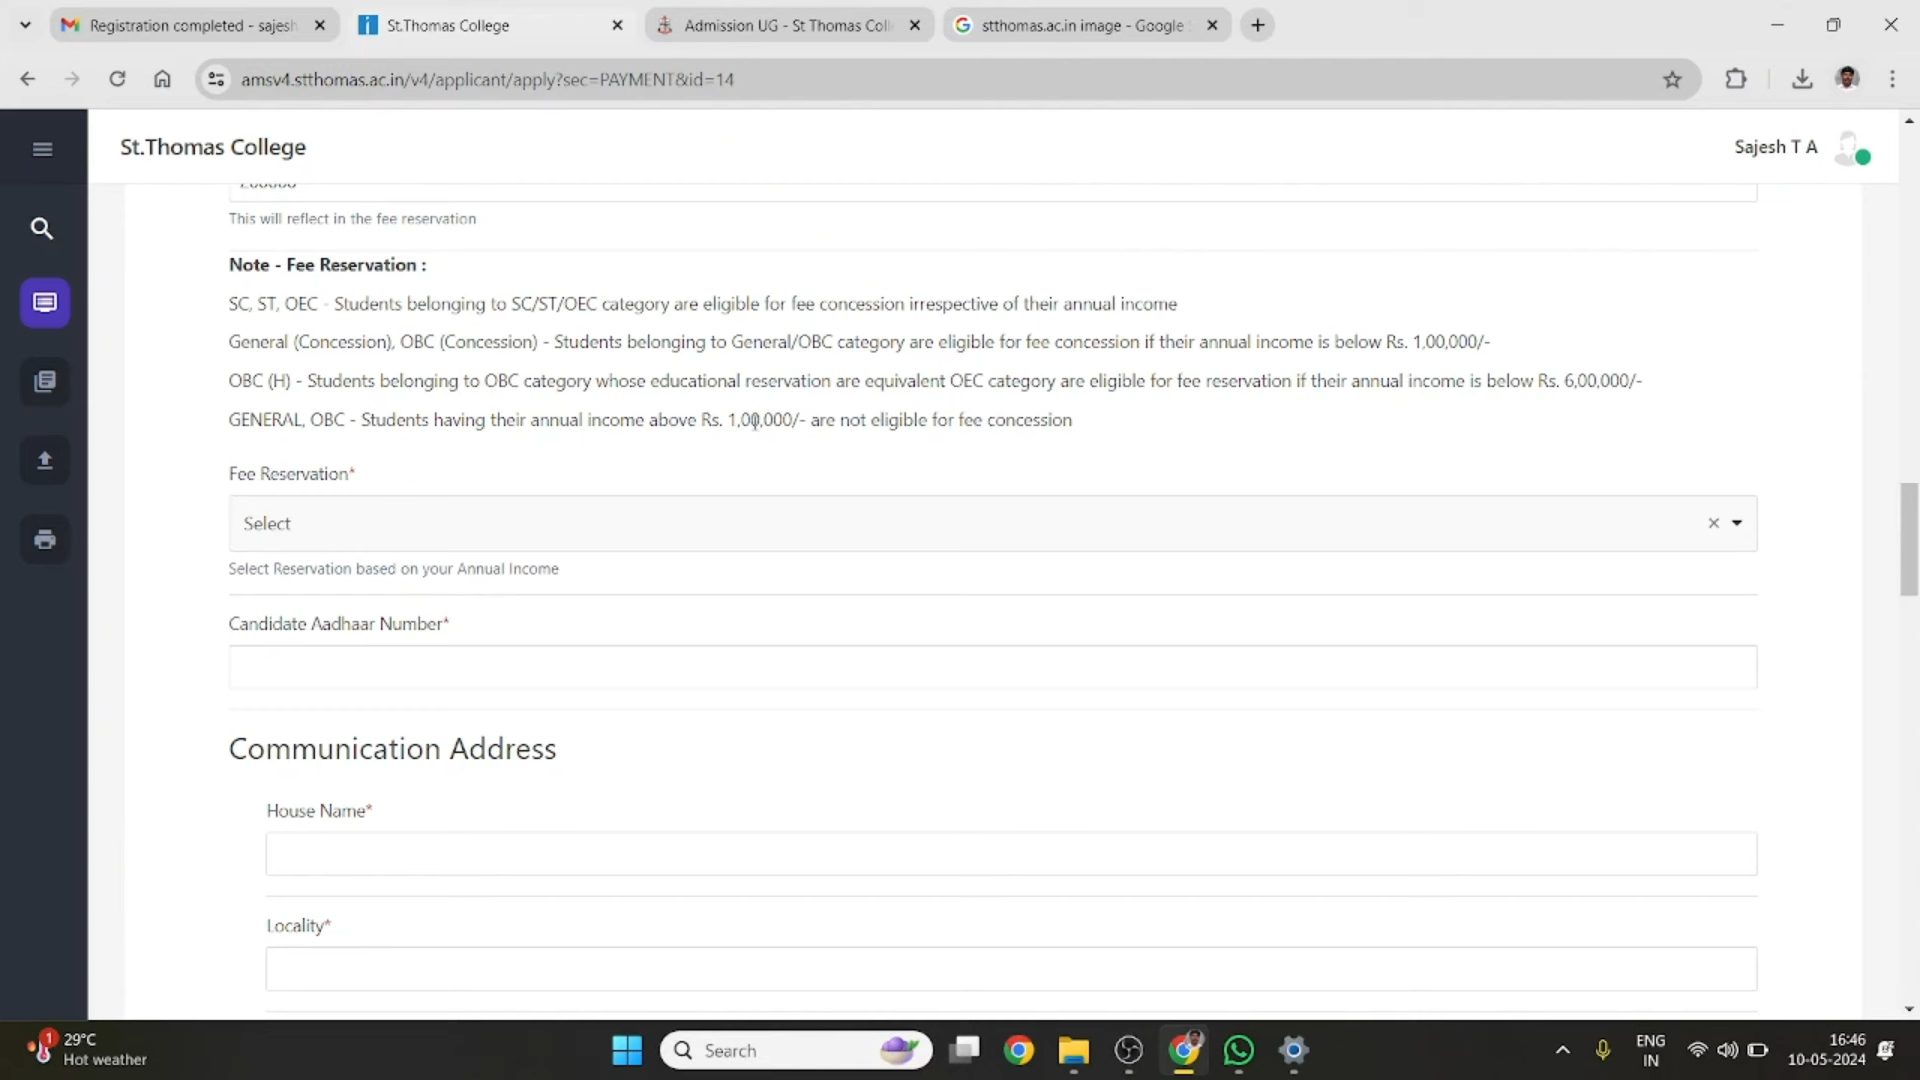 Registration completed - sajesh
St.Thomas College
Admission UG - St Thomas Coll
stthomas.ac.in image - Google
amsv4.stthomas.ac.in/v4/applicant/apply?sec=PAYMENT&id=14
St.Thomas College
Sajesh T A
This will reflect in the fee reservation
Note - Fee Reservation :
SC, ST, OEC - Students belonging to SC/ST/OEC category are eligible for fee concession irrespective of their annual income
General (Concession), OBC (Concession) - Students belonging to General/OBC category are eligible for fee concession if their annual income is below Rs. 1,00,000/-
OBC (H) - Students belonging to OBC category whose educational reservation are equivalent OEC category are eligible for fee reservation if their annual income is below Rs. 6,00,000/-
GENERAL, OBC - Students having their annual income above Rs. 1,00,000/- are not eligible for fee concession
Fee Reservation*
Select
Select Reservation based on your Annual Income
Candidate Aadhaar Number*
Communication Address
House Name*
Locality*
1
29°C
Hot weather
Search
ENG
IN
16:46
10-05-2024